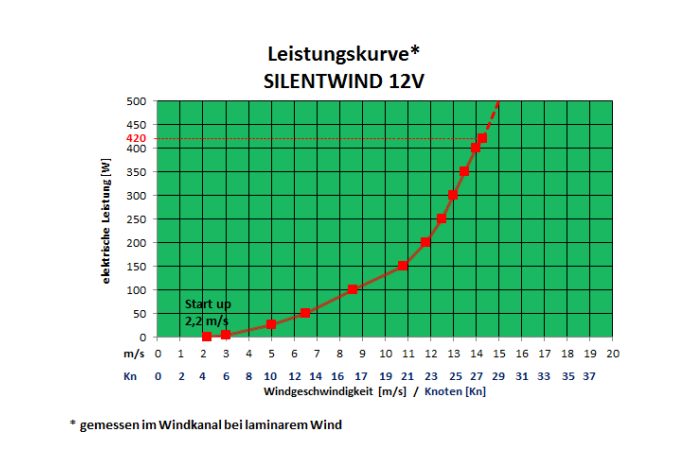 Leistungskurve*
SILENTWIND 12V
elektrische Leistung [W]
500
450
420
400
350
300
250
200
150
100
50
0
Start up
2,2 m/s
m/s 0 1 2 3 4 5 6 7 8 9 10 11 12 13 14 15 16 17 18 19 20
Kn 0 2 4 6 8 10 12 14 16 17 19 21 23 25 27 29 31 33 35 37
Windgeschwindigkeit [m/s] / Knoten [Kn]
* gemessen im Windkanal bei laminarem Wind